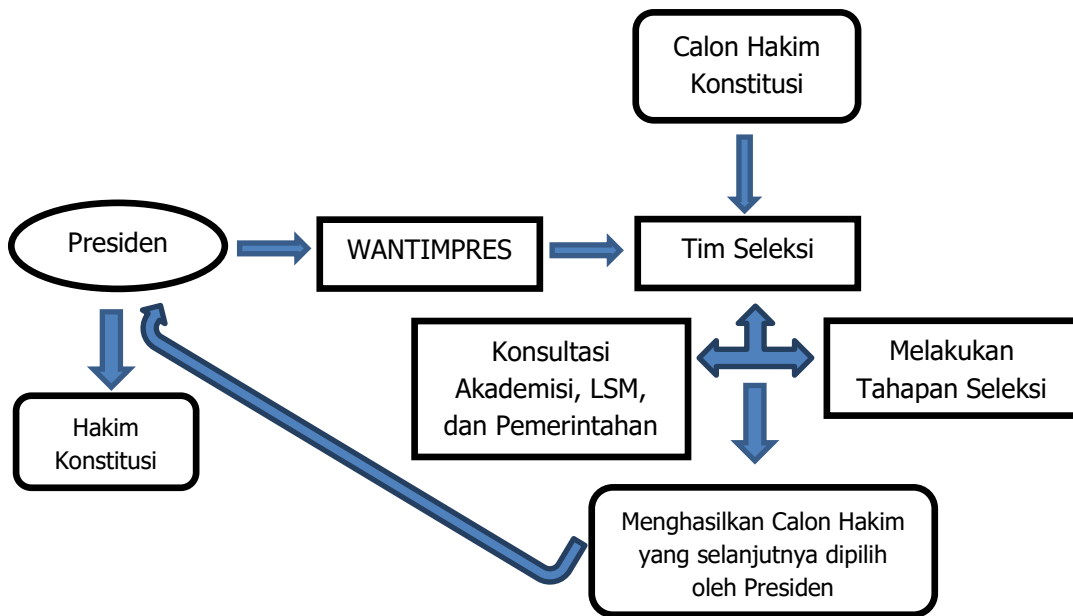 Calon Hakim
Konstitusi
Presiden
WANTIMPRES
Tim Seleksi
Konsultasi
Akademisi, LSM,
dan Pemerintahan
Melakukan
Tahapan Seleksi
Hakim
Konstitusi
Menghasilkan Calon Hakim
yang selanjutnya dipilih
oleh Presiden